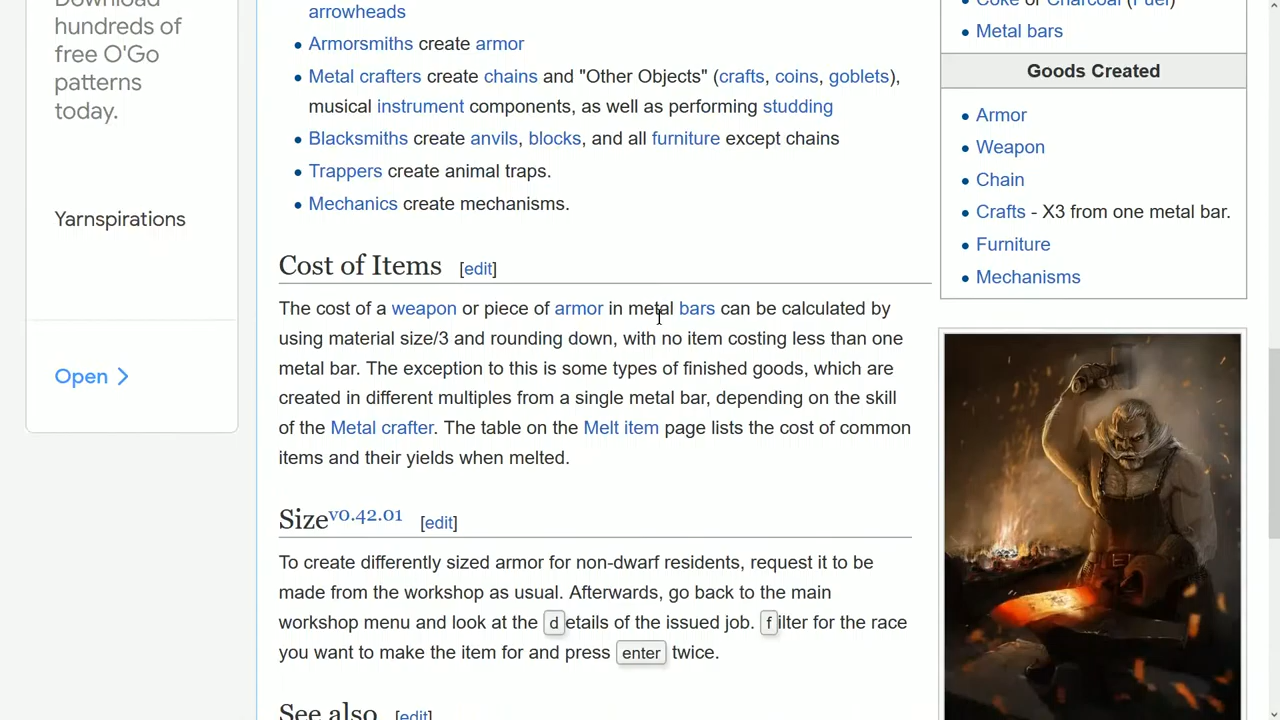 Download
hundreds of
free O'Go
patterns
today.
Yarnspirations
Open
arrowheads
Armorsmiths create armor
Metal crafters create chains and "Other Objects" (crafts, coins, goblets),
musical instrument components, as well as performing studding
Blacksmiths create anvils, blocks, and all furniture except chains
Trappers create animal traps.
Mechanics create mechanisms.
Cost of Items [edit]
The cost of a weapon or piece of armor in metal bars can be calculated by
using material size/3 and rounding down, with no item costing less than one
metal bar. The exception to this is some types of finished goods, which are
created in different multiples from a single metal bar, depending on the skill
of the Metal crafter. The table on the Melt item page lists the cost of common
items and their yields when melted.
Size v0.42.01 [edit]
To create differently sized armor for non-dwarf residents, request it to be
made from the workshop as usual. Afterwards, go back to the main
workshop menu and look at the details of the issued job. filter for the race
you want to make the item for and press enter twice.
See also [edit]
Coke or Charcoal (Fuel)
Metal bars
Goods Created
Armor
Weapon
Chain
Crafts - X3 from one metal bar.
Furniture
Mechanisms